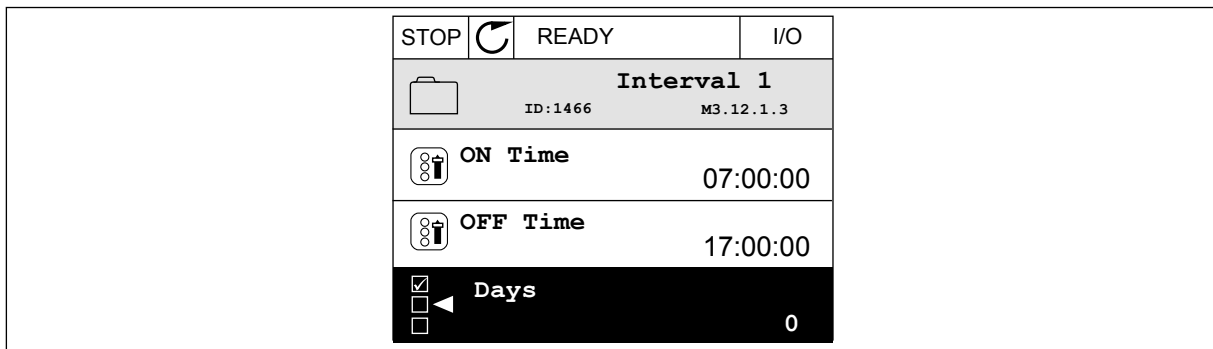 STOP READY I/O
Interval 1
ID:1466 M3.12.1.3
ON Time
07:00:00
OFF Time
17:00:00
Days
0